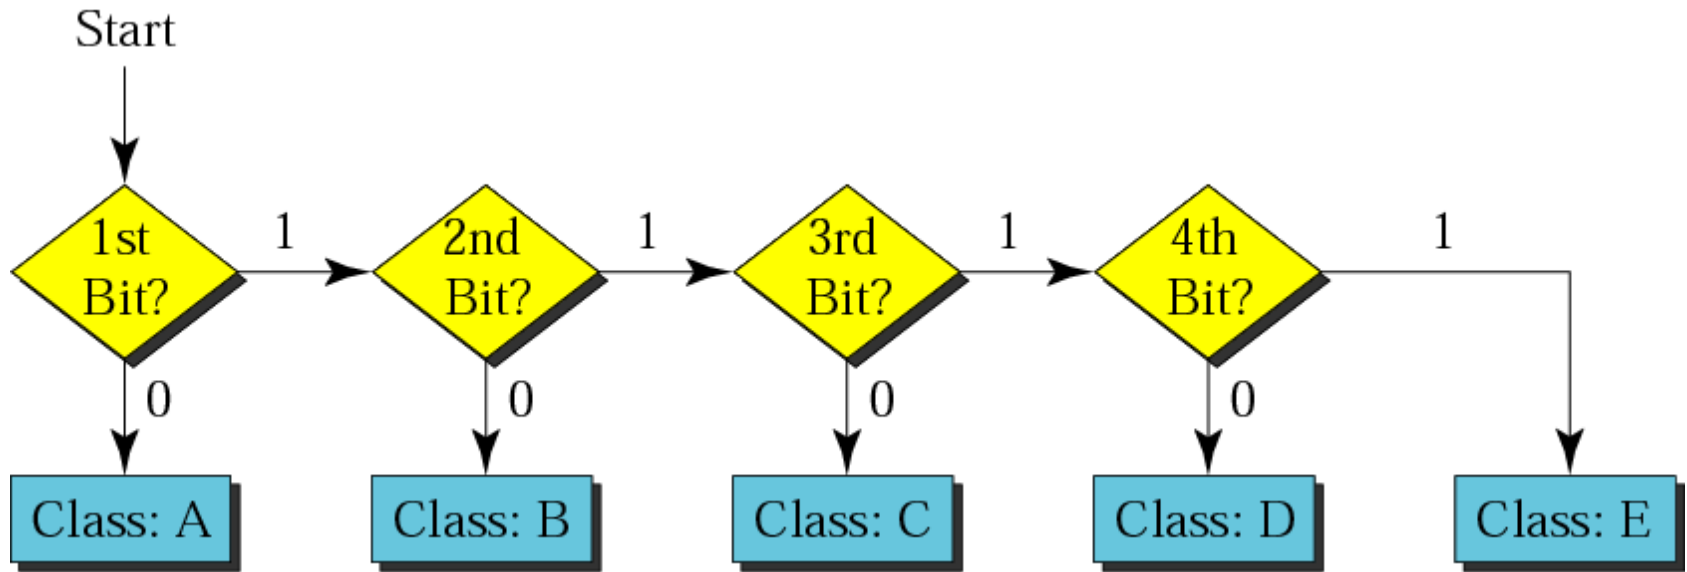 Start
1st
Bit?
1
2nd
Bit?
1
3rd
Bit?
1
4th
Bit?
1
0
0
0
0
Class: A
Class: B
Class: C
Class: D
Class: E